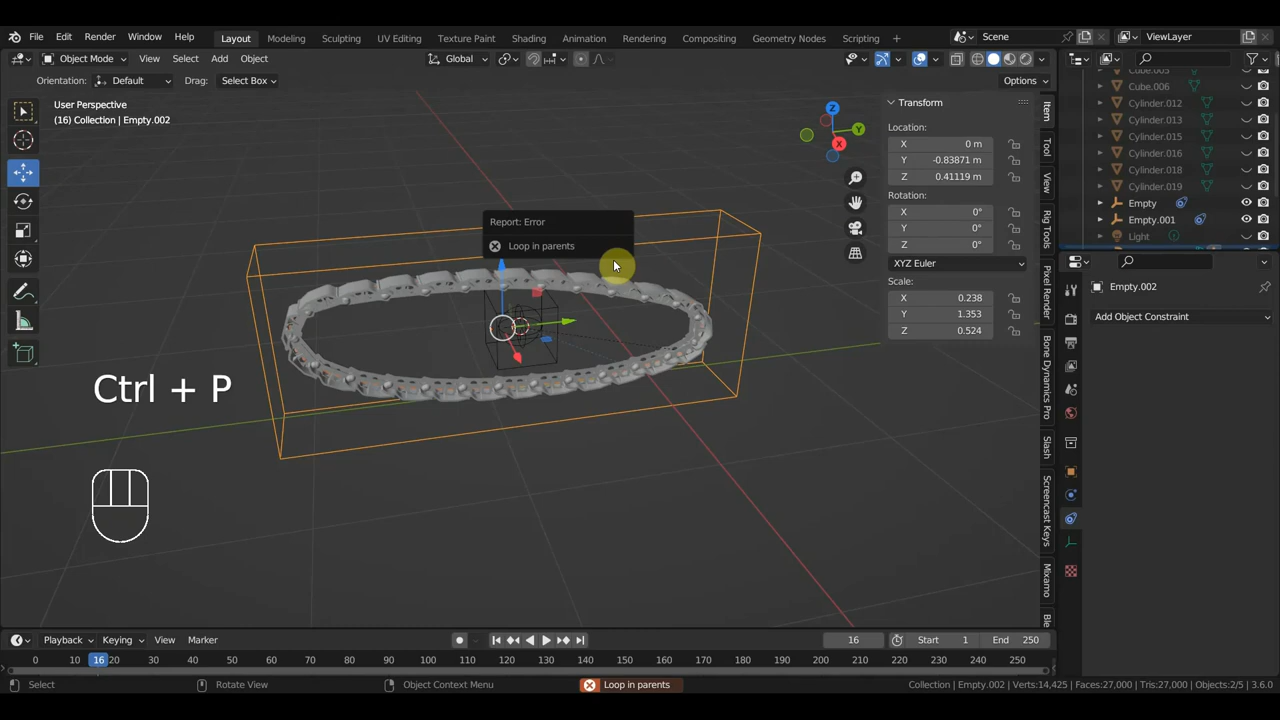 File Edit Render Window Help Layout Modeling Sculpting UV Editing Texture Paint Shading Animation Rendering Compositing Geometry Nodes Scripting + Scene ViewLayer
Object Mode View Select Add Object Global Options
Orientation: Default Drag: Select Box
User Perspective
(16) Collection | Empty.002
Report: Error
Loop in parents
Ctrl + P
Transform
Location:
X 0 m
Y -0.83871 m
Z 0.41119 m
Rotation:
X 0°
Y 0°
Z 0°
XYZ Euler
Scale:
X 0.238
Y 1.353
Z 0.524
Z
Y
X
Item
Tool
View
Rig Tools
Pixel Render
Bone Dynamics Pro
Slash
Screencast Keys
Mixamo
Ble
Cube.005
Cube.006
Cylinder.012
Cylinder.013
Cylinder.015
Cylinder.016
Cylinder.018
Cylinder.019
Empty
Empty.001
Light
Empty.002
Add Object Constraint
Playback Keying View Marker 16 Start 1 End 250
0 10 16 20 30 40 50 60 70 80 90 100 110 120 130 140 150 160 170 180 190 200 210 220 230 240 250
Select Rotate View Object Context Menu Loop in parents Collection | Empty.002 | Verts:14,425 | Faces:27,000 | Tris:27,000 | Objects:2/5 | 3.6.0